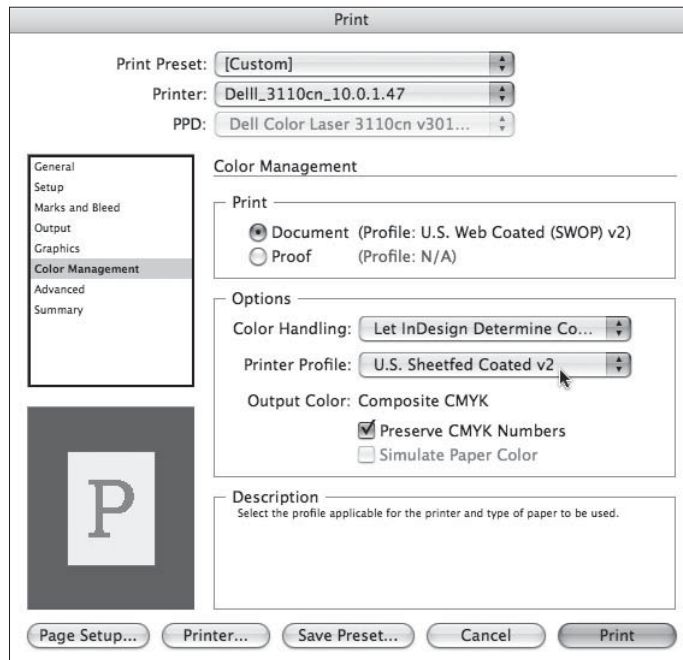 Print
Print Preset: [Custom]
Printer: Delll_3110cn_10.0.1.47
PPD: Dell Color Laser 3110cn v301...
General
Setup
Marks and Bleed
Output
Graphics
Color Management
Advanced
Summary
Color Management
Print
Document (Profile: U.S. Web Coated (SWOP) v2)
Proof (Profile: N/A)
Options
Color Handling: Let InDesign Determine Co...
Printer Profile: U.S. Sheetfed Coated v2
Output Color: Composite CMYK
Preserve CMYK Numbers
Simulate Paper Color
P
Description
Select the profile applicable for the printer and type of paper to be used.
Page Setup... Printer... Save Preset... Cancel Print